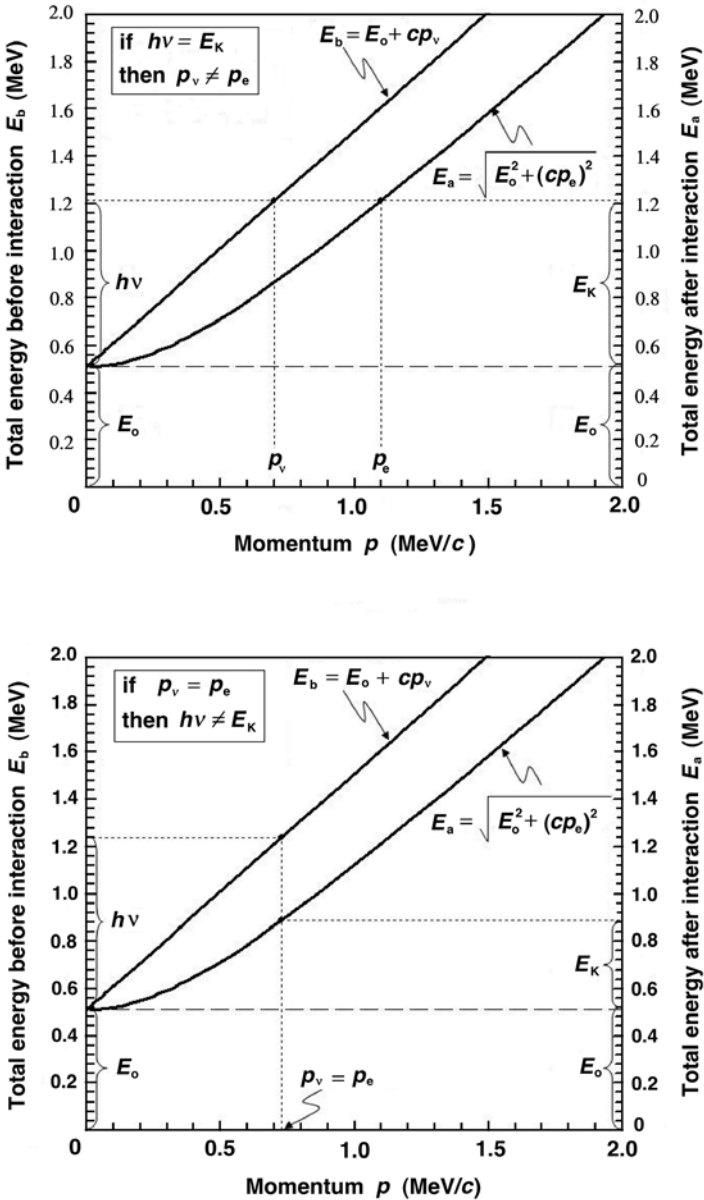 if hν = E_K
then p_ν ≠ p_e
E_b = E_o + cp_ν
E_a = √(E_o² + (cp_e)²)
Total energy before interaction E_b (MeV)
2.0
1.8
1.6
1.4
1.2
1.0
0.8
0.6
0.4
0.2
hν
E_o
p_ν
p_e
E_K
E_o
2.0
1.8
1.6
1.4
1.2
1.0
0.8
0.6
0.4
0.2
0
Total energy after interaction E_a (MeV)
0 0.5 1.0 1.5 2.0
Momentum p (MeV/c)
if p_ν = p_e
then hν ≠ E_K
E_b = E_o + cp_ν
E_a = √(E_o² + (cp_e)²)
Total energy before interaction E_b (MeV)
2.0
1.8
1.6
1.4
1.2
1.0
0.8
0.6
0.4
0.2
hν
E_o
p_ν = p_e
E_K
E_o
2.0
1.8
1.6
1.4
1.2
1.0
0.8
0.6
0.4
0.2
0
Total energy after interaction E_a (MeV)
0 0.5 1.0 1.5 2.0
Momentum p (MeV/c)